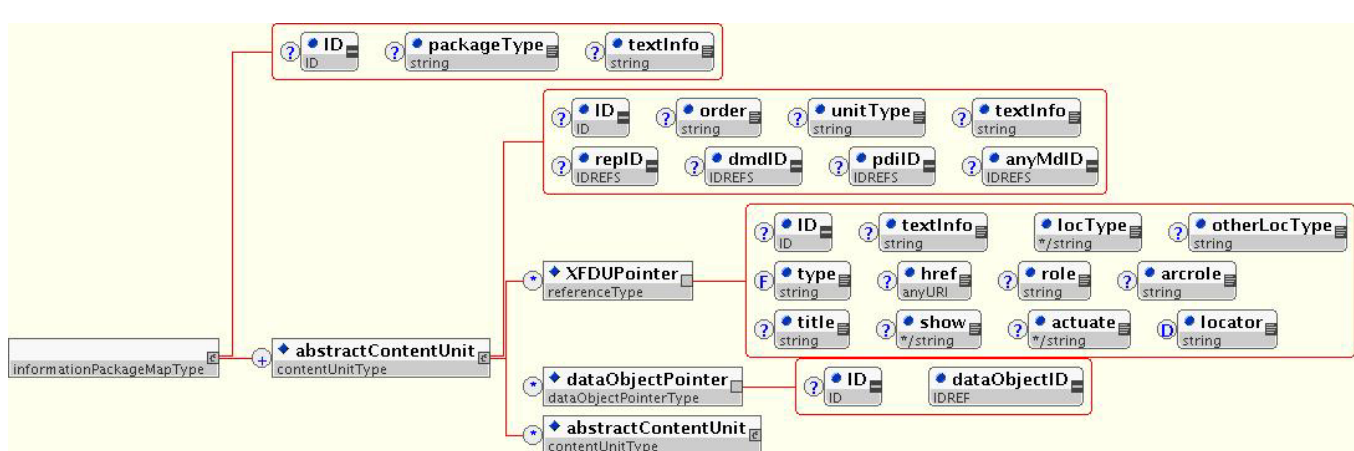 ? ID ? packageType ? textInfo
ID string string
? ID ? order ? unitType ? textInfo
ID string string string
? repID ? dmdID ? pdiID ? anyMdID
IDREFS IDREFS IDREFS IDREFS
? ID ? textInfo locType ? otherLocType
ID string */string string
* XFDUPointer F type ? href ? role ? arcrole
referenceType string anyURI string string
? title ? show ? actuate D locator
string */string */string string
informationPackageMapType + abstractContentUnit
contentUnitType
* dataObjectPointer ? ID dataObjectID
dataObjectPointerType ID IDREF
* abstractContentUnit
contentUnitType